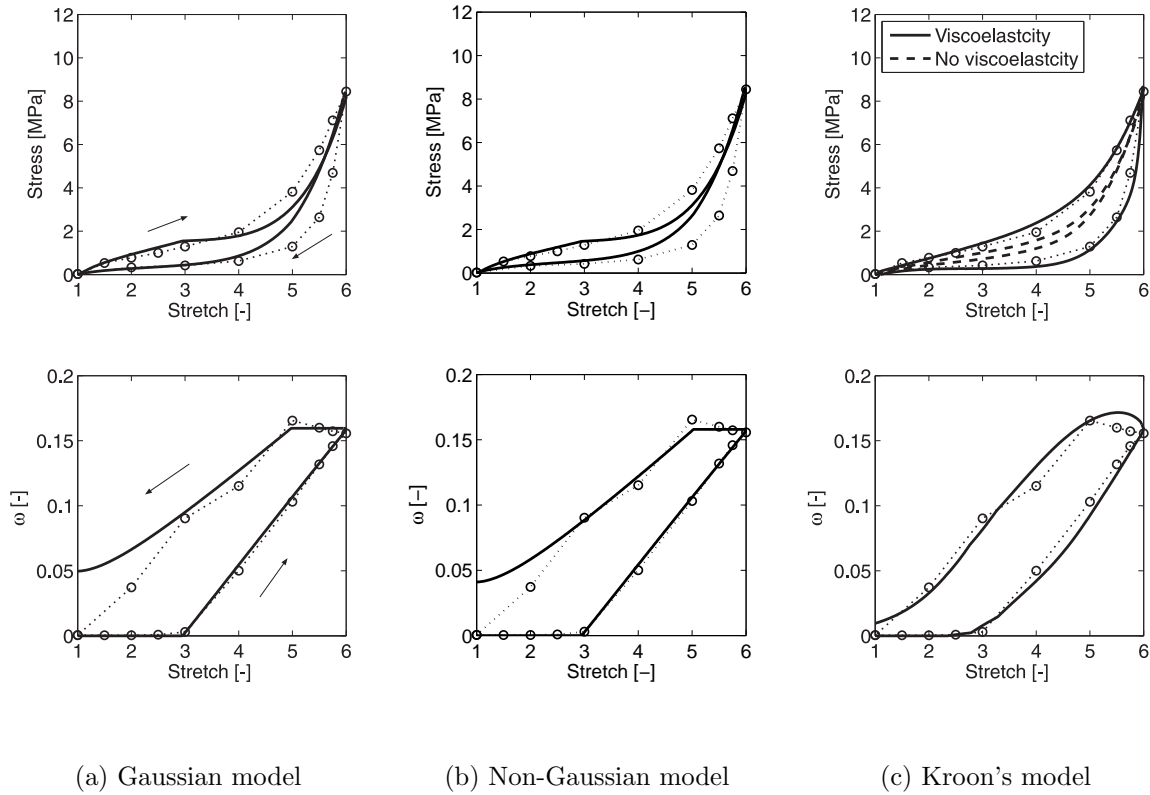 12
10
8
6
4
2
0
Stress [MPa]
1 2 3 4 5 6
Stretch [-]
12
10
8
6
4
2
0
Stress [MPa]
1 2 3 4 5 6
Stretch [–]
12
10
8
6
4
2
0
Stress [MPa]
Viscoelastcity
No viscoelastcity
1 2 3 4 5 6
Stretch [-]
0.2
0.15
0.1
0.05
0
ω [-]
1 2 3 4 5 6
Stretch [-]
0.2
0.15
0.1
0.05
0
ω [–]
1 2 3 4 5 6
Stretch [–]
0.2
0.15
0.1
0.05
0
ω [-]
1 2 3 4 5 6
Stretch [-]
(a) Gaussian model
(b) Non-Gaussian model
(c) Kroon's model